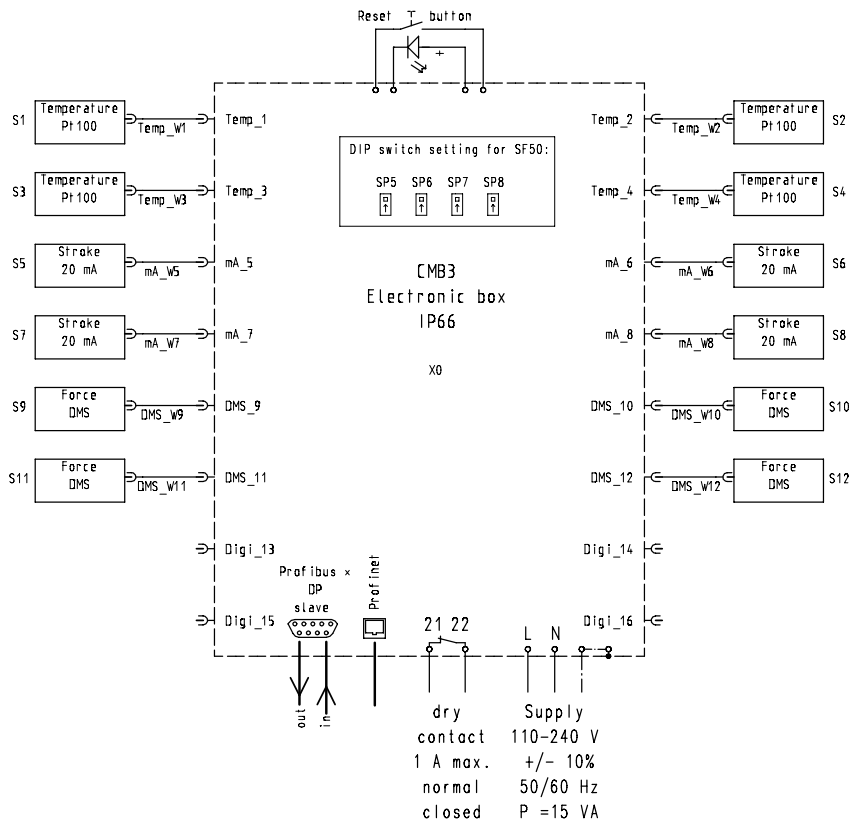 Reset button
+
S1 Temperature Pt100 Temp_W1 Temp_1
Temp_2 Temp_W2 Temperature Pt100 S2
DIP switch setting for SF50:
SP5 SP6 SP7 SP8
S3 Temperature Pt100 Temp_W3 Temp_3
Temp_4 Temp_W4 Temperature Pt100 S4
S5 Stroke 20 mA mA_W5 mA_5
mA_6 mA_W6 Stroke 20 mA S6
CMB3
Electronic box
IP66
S7 Stroke 20 mA mA_W7 mA_7
mA_8 mA_W8 Stroke 20 mA S8
X0
S9 Force DMS DMS_W9 DMS_9
DMS_10 DMS_W10 Force DMS S10
S11 Force DMS DMS_W11 DMS_11
DMS_12 DMS_W12 Force DMS S12
Digi_13
Digi_14
Digi_15
Digi_16
Profibus x
DP
slave
Profinet
out
in
21 22
L N
dry
contact
1 A max.
normal
closed
Supply
110-240 V
+/- 10%
50/60 Hz
P =15 VA